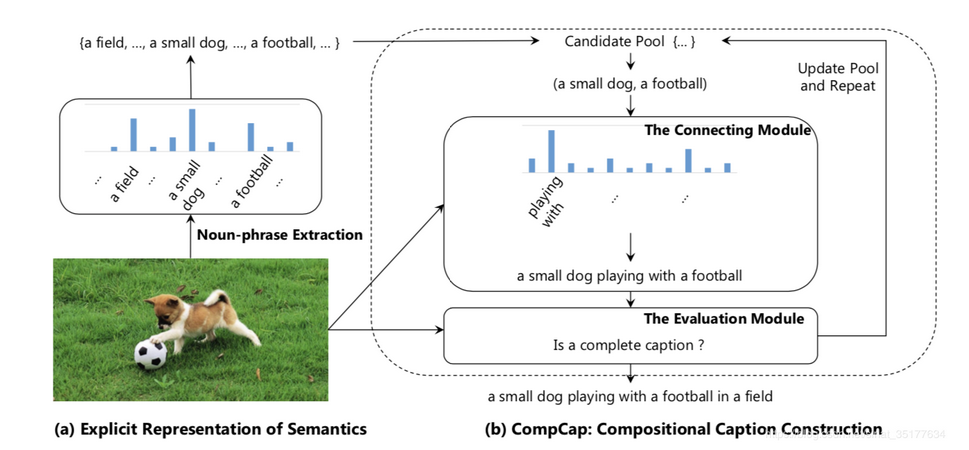 {a field, ..., a small dog, ..., a football, ... }
Candidate Pool {... }
(a small dog, a football)
Update Pool
and Repeat
The Connecting Module
...
a field
...
a small
dog
...
a football
...
playing
with
...
...
Noun-phrase Extraction
a small dog playing with a football
The Evaluation Module
Is a complete caption ?
a small dog playing with a football in a field
(a) Explicit Representation of Semantics
(b) CompCap: Compositional Caption Construction